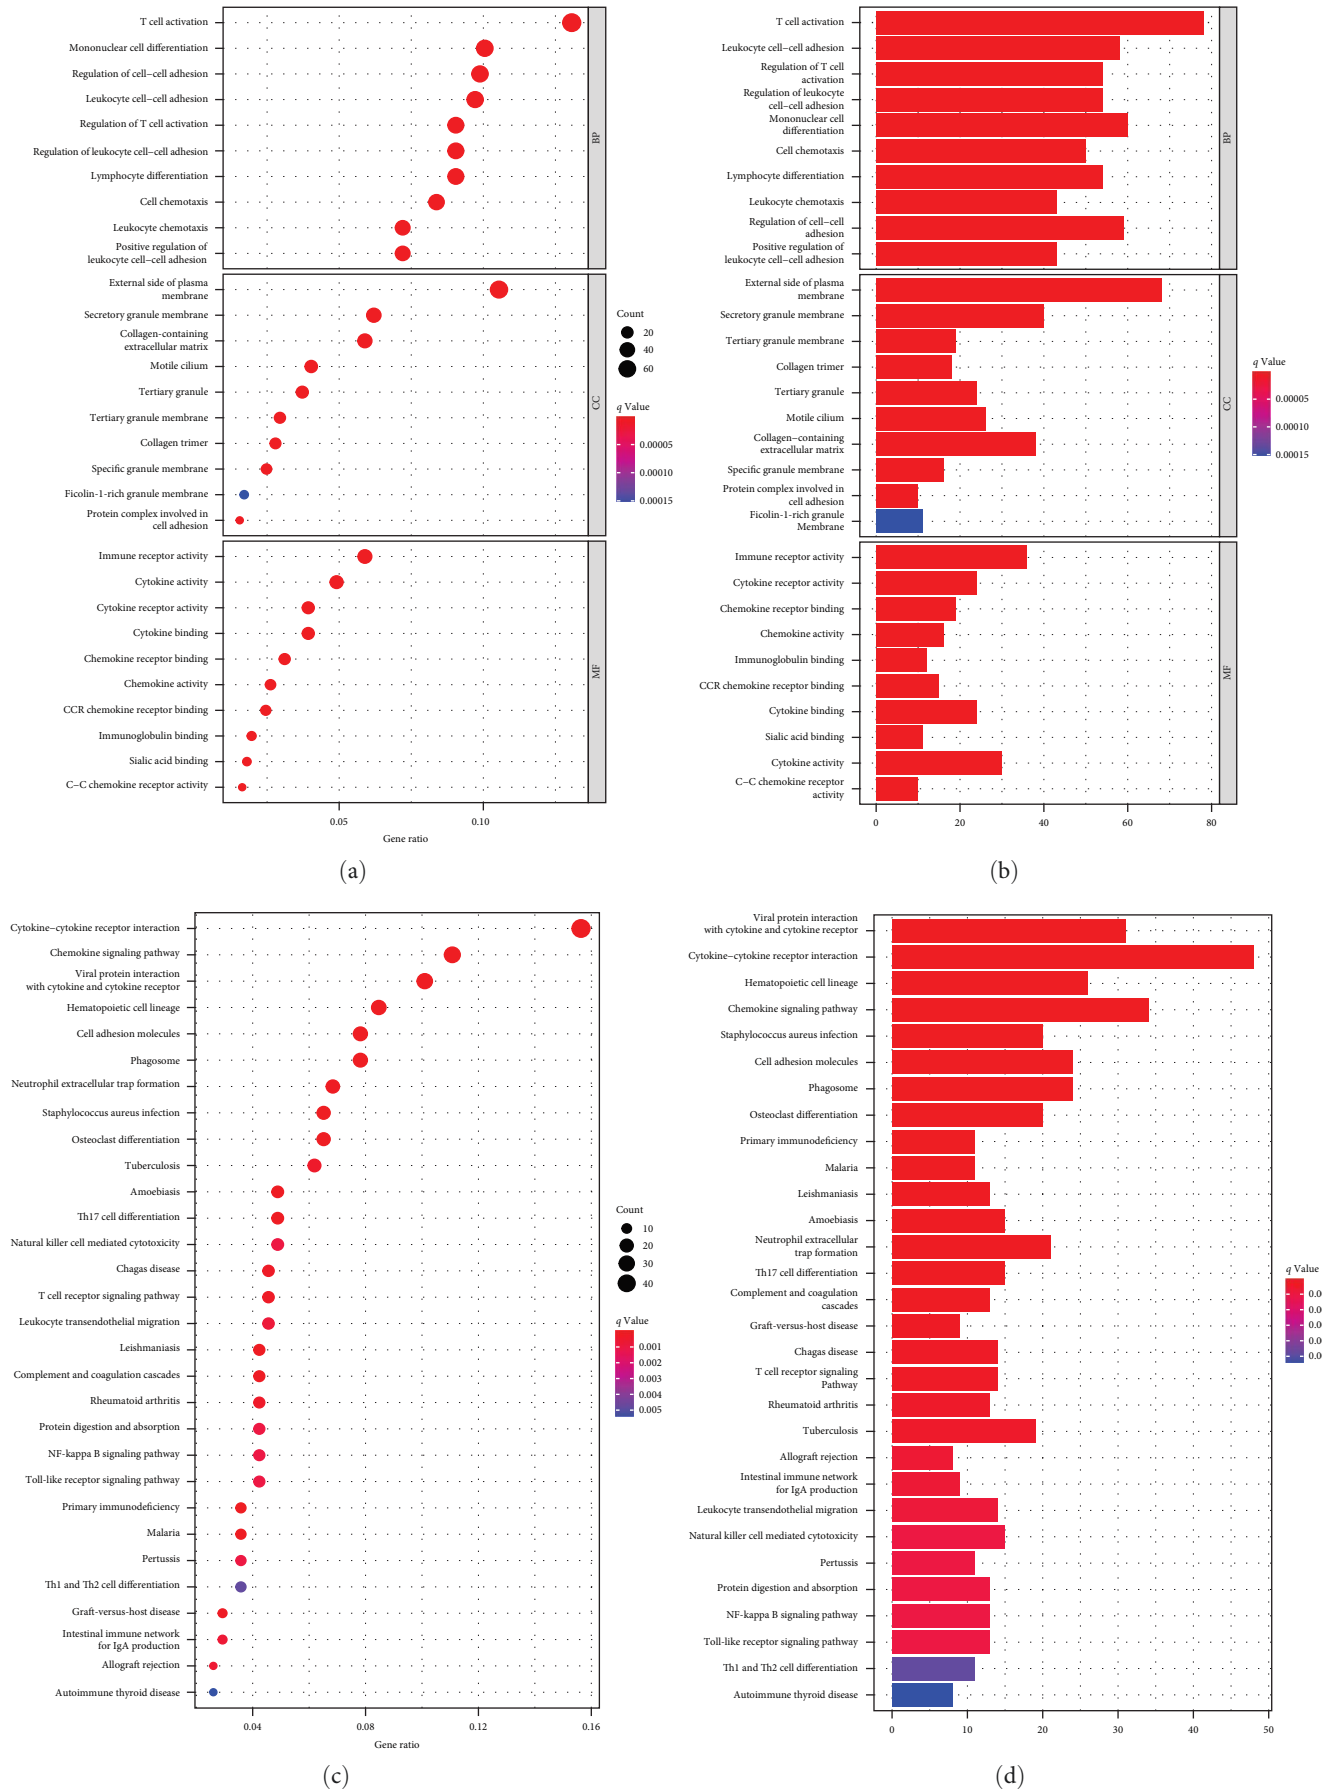 T cell activation
Mononuclear cell differentiation
Regulation of cell−cell adhesion
Leukocyte cell−cell adhesion
Regulation of T cell activation
Regulation of leukocyte cell−cell adhesion
Lymphocyte differentiation
Cell chemotaxis
Leukocyte chemotaxis
Positive regulation of
leukocyte cell−cell adhesion
BP
External side of plasma
membrane
Secretory granule membrane
Collagen-containing
extracellular matrix
Motile cilium
Tertiary granule
Tertiary granule membrane
Collagen trimer
Specific granule membrane
Ficolin-1-rich granule membrane
Protein complex involved in
cell adhesion
CC
Immune receptor activity
Cytokine activity
Cytokine receptor activity
Cytokine binding
Chemokine receptor binding
Chemokine activity
CCR chemokine receptor binding
Immunoglobulin binding
Sialic acid binding
C−C chemokine receptor activity
MF
0.05
0.10
Gene ratio
Count
20
40
60
q Value
0.00005
0.00010
0.00015
(a)
T cell activation
Leukocyte cell−cell adhesion
Regulation of T cell
activation
Regulation of leukocyte
cell−cell adhesion
Mononuclear cell
differentiation
Cell chemotaxis
Lymphocyte differentiation
Leukocyte chemotaxis
Regulation of cell−cell
adhesion
Positive regulation of
leukocyte cell−cell adhesion
BP
External side of plasma
membrane
Secretory granule membrane
Tertiary granule membrane
Collagen trimer
Tertiary granule
Motile cilium
Collagen−containing
extracellular matrix
Specific granule membrane
Protein complex involved in
cell adhesion
Ficolin-1-rich granule
Membrane
CC
Immune receptor activity
Cytokine receptor activity
Chemokine receptor binding
Chemokine activity
Immunoglobulin binding
CCR chemokine receptor binding
Cytokine binding
Sialic acid binding
Cytokine activity
C−C chemokine receptor
activity
MF
0
20
40
60
80
q Value
0.00005
0.00010
0.00015
(b)
Cytokine−cytokine receptor interaction
Chemokine signaling pathway
Viral protein interaction
with cytokine and cytokine receptor
Hematopoietic cell lineage
Cell adhesion molecules
Phagosome
Neutrophil extracellular trap formation
Staphylococcus aureus infection
Osteoclast differentiation
Tuberculosis
Amoebiasis
Th17 cell differentiation
Natural killer cell mediated cytotoxicity
Chagas disease
T cell receptor signaling pathway
Leukocyte transendothelial migration
Leishmaniasis
Complement and coagulation cascades
Rheumatoid arthritis
Protein digestion and absorption
NF-kappa B signaling pathway
Toll-like receptor signaling pathway
Primary immunodeficiency
Malaria
Pertussis
Th1 and Th2 cell differentiation
Graft-versus-host disease
Intestinal immune network
for IgA production
Allograft rejection
Autoimmune thyroid disease
0.04
0.08
0.12
0.16
Gene ratio
Count
10
20
30
40
q Value
0.001
0.002
0.003
0.004
0.005
(c)
Viral protein interaction
with cytokine and cytokine receptor
Cytokine−cytokine receptor interaction
Hematopoietic cell lineage
Chemokine signaling pathway
Staphylococcus aureus infection
Cell adhesion molecules
Phagosome
Osteoclast differentiation
Primary immunodeficiency
Malaria
Leishmaniasis
Amoebiasis
Neutrophil extracellular
trap formation
Th17 cell differentiation
Complement and coagulation
cascades
Graft-versus-host disease
Chagas disease
T cell receptor signaling
Pathway
Rheumatoid arthritis
Tuberculosis
Allograft rejection
Intestinal immune network
for IgA production
Leukocyte transendothelial migration
Natural killer cell mediated cytotoxicity
Pertussis
Protein digestion and absorption
NF-kappa B signaling pathway
Toll-like receptor signaling pathway
Th1 and Th2 cell differentiation
Autoimmune thyroid disease
0
10
20
30
40
50
q Value
0.0
0.0
0.0
0.0
0.0
(d)